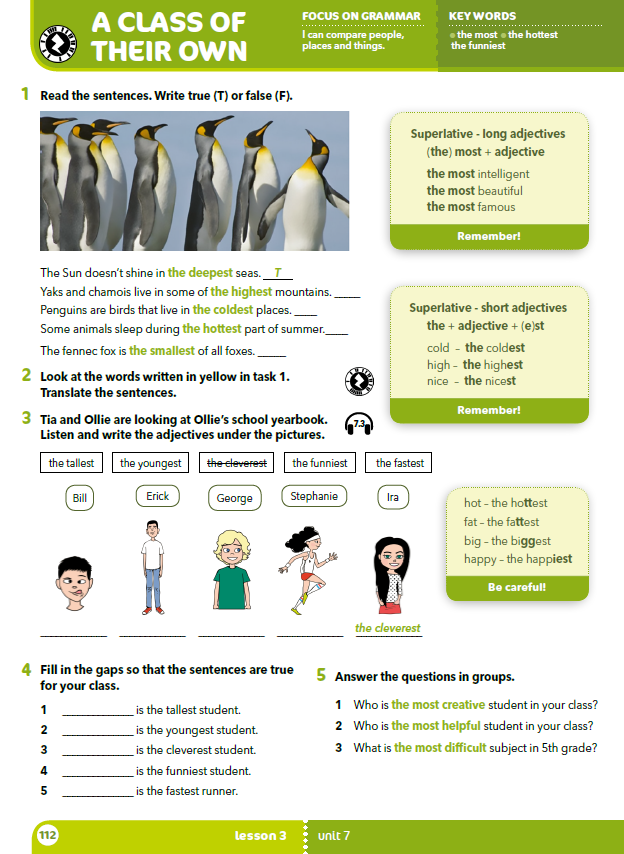 A CLASS OF
THEIR OWN
FOCUS ON GRAMMAR
I can compare people,
places and things.
KEY WORDS
the most the hottest
the funniest
1 Read the sentences. Write true (T) or false (F).
The Sun doesn't shine in the deepest seas. T
Yaks and chamois live in some of the highest mountains. _____
Penguins are birds that live in the coldest places. ____
Some animals sleep during the hottest part of summer. ____
The fennec fox is the smallest of all foxes. _____
Superlative - long adjectives
(the) most + adjective
the most intelligent
the most beautiful
the most famous
Remember!
Superlative - short adjectives
the + adjective + (e)st
cold - the coldest
high - the highest
nice - the nicest
Remember!
2 Look at the words written in yellow in task 1.
Translate the sentences.
3 Tia and Ollie are looking at Ollie's school yearbook.
Listen and write the adjectives under the pictures.
7.3
the tallest the youngest the cleverest the funniest the fastest
Bill Erick George Stephanie Ira
the cleverest
hot - the hottest
fat - the fattest
big - the biggest
happy - the happiest
Be careful!
4 Fill in the gaps so that the sentences are true
for your class.
1 ____________ is the tallest student.
2 ____________ is the youngest student.
3 ____________ is the cleverest student.
4 ____________ is the funniest student.
5 ____________ is the fastest runner.
5 Answer the questions in groups.
1 Who is the most creative student in your class?
2 Who is the most helpful student in your class?
3 What is the most difficult subject in 5th grade?
112 lesson 3 unit 7